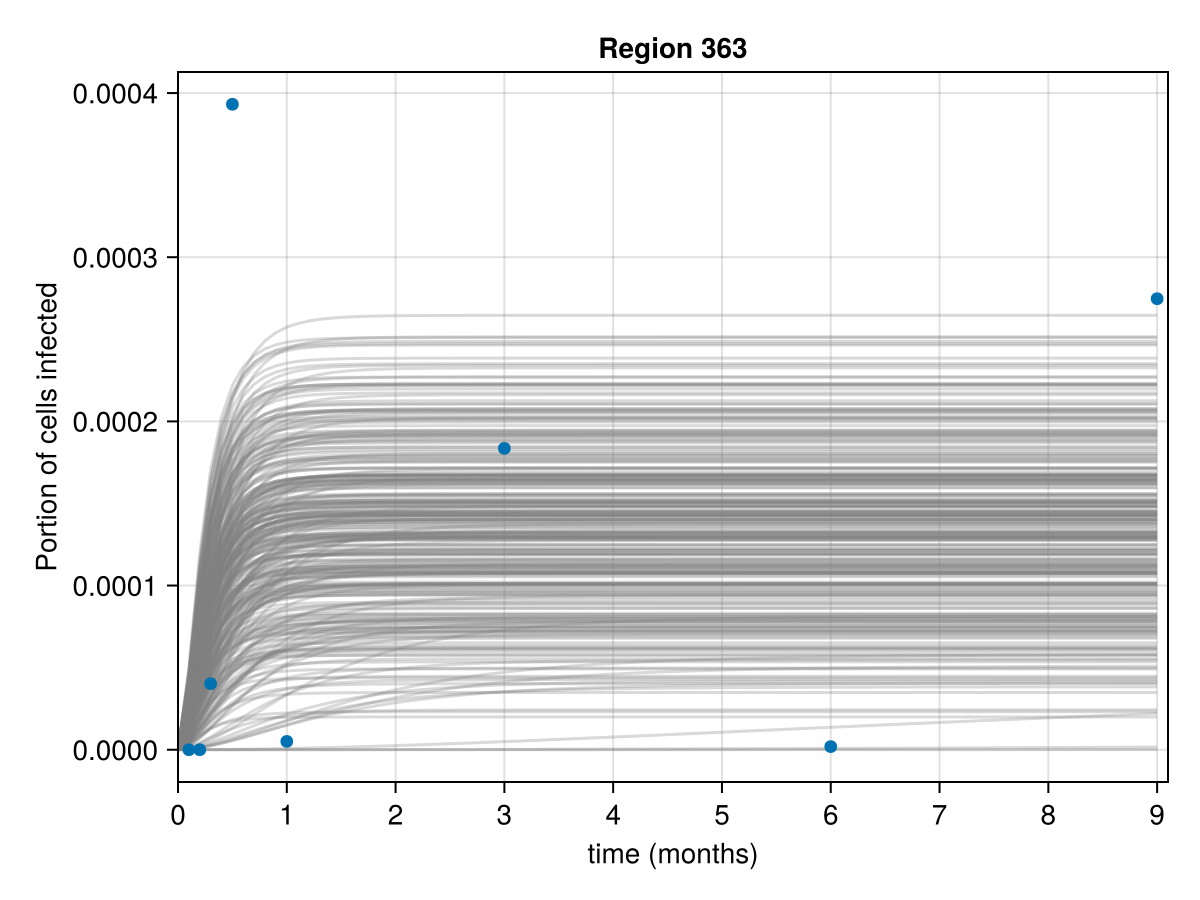 Region 363
0.0004
0.0003
0.0002
0.0001
0.0000
Portion of cells infected
0 1 2 3 4 5 6 7 8 9
time (months)